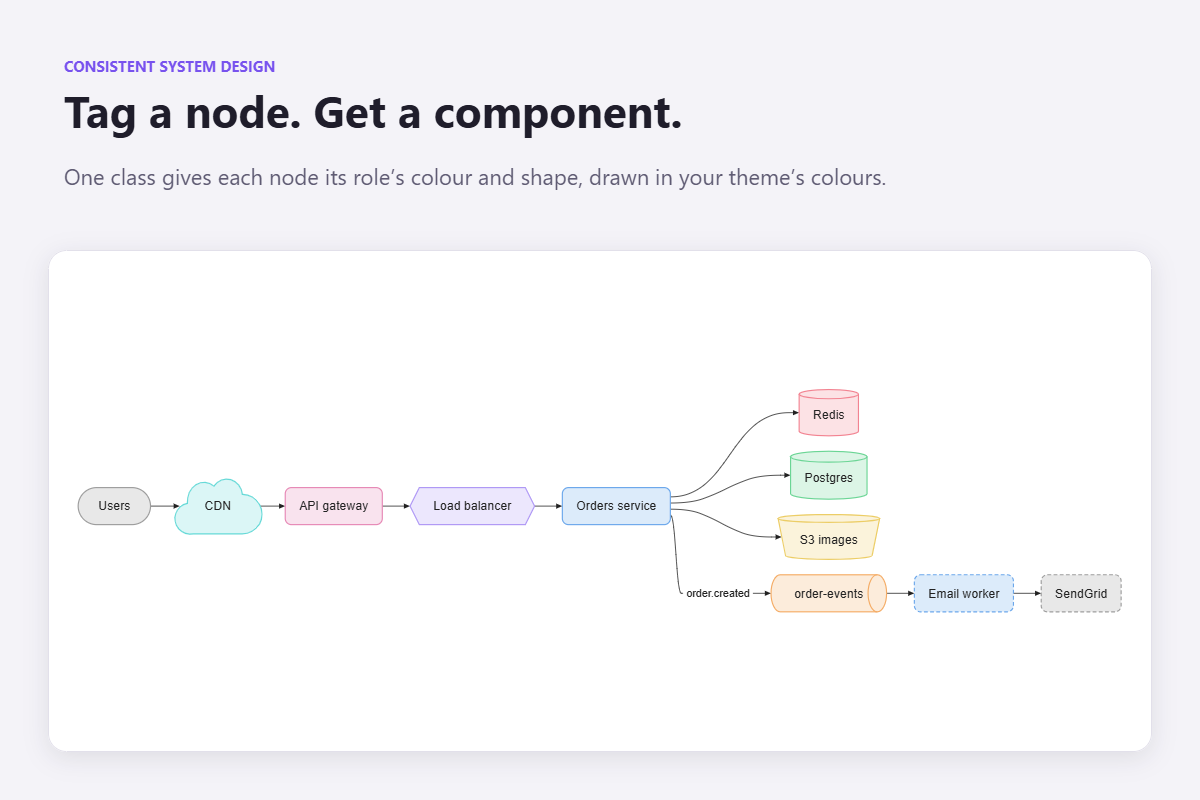 CONSISTENT SYSTEM DESIGN
Tag a node. Get a component.
One class gives each node its role’s colour and shape, drawn in your theme’s colours.
Users
CDN
API gateway
Load balancer
Orders service
Redis
Postgres
S3 images
order.created
order-events
Email worker
SendGrid